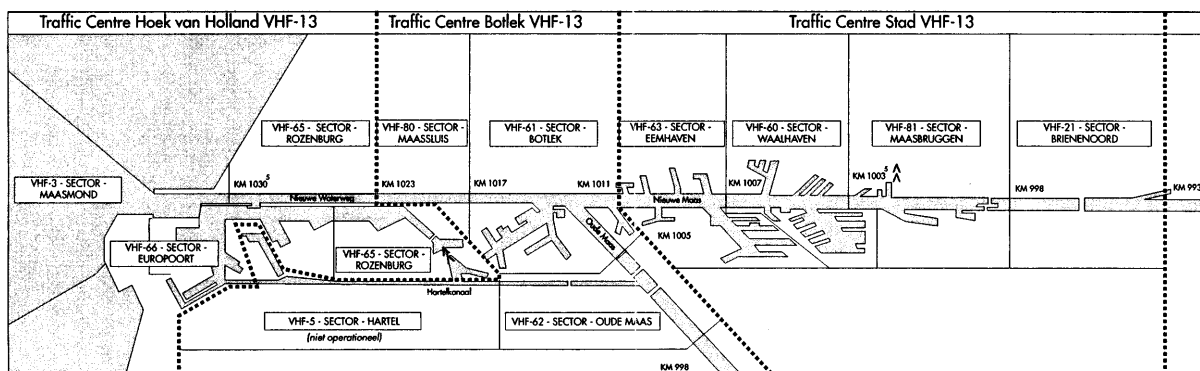 Traffic Centre Hoek van Holland VHF-13
Traffic Centre Botlek VHF-13
Traffic Centre Stad VHF-13
VHF-65 - SECTOR -
ROZENBURG
VHF-80 - SECTOR -
MAASSLUIS
VHF-61 - SECTOR -
BOTLEK
VHF-63 - SECTOR -
EEMHAVEN
VHF-60 - SECTOR -
WAALHAVEN
VHF-81 - SECTOR -
MAASBRUGGEN
VHF-21 - SECTOR -
BRIENENOORD
VHF-3 - SECTOR -
MAASMOND
KM 1030⁵
KM 1023
KM 1017
KM 1011
KM 1007
KM 1003⁵
KM 998
KM 993
Nieuwe Waterweg
Nieuwe Maas
Oude Maas
KM 1005
VHF-66 - SECTOR -
EUROPOORT
VHF-65 - SECTOR -
ROZENBURG
Hartelkanaal
VHF-5 - SECTOR - HARTEL
(niet operationeel)
VHF-62 - SECTOR - OUDE MAAS
KM 998